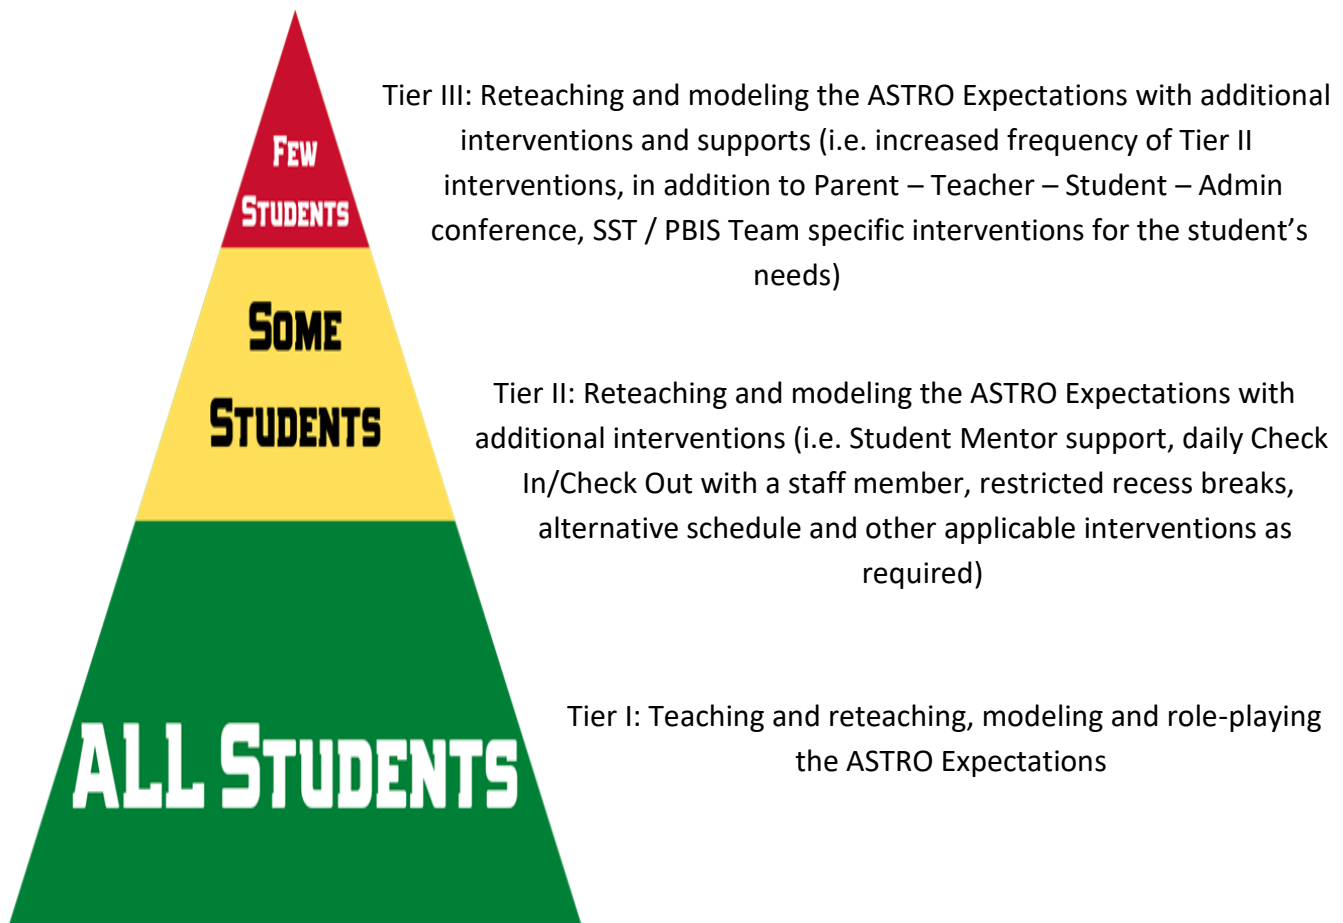 Tier III: Reteaching and modeling the ASTRO Expectations with additional
interventions and supports (i.e. increased frequency of Tier II
interventions, in addition to Parent – Teacher – Student – Admin
conference, SST / PBIS Team specific interventions for the student’s
needs)
FEW
STUDENTS
Tier II: Reteaching and modeling the ASTRO Expectations with
additional interventions (i.e. Student Mentor support, daily Check
In/Check Out with a staff member, restricted recess breaks,
alternative schedule and other applicable interventions as
required)
SOME
STUDENTS
Tier I: Teaching and reteaching, modeling and role-playing
the ASTRO Expectations
ALL STUDENTS